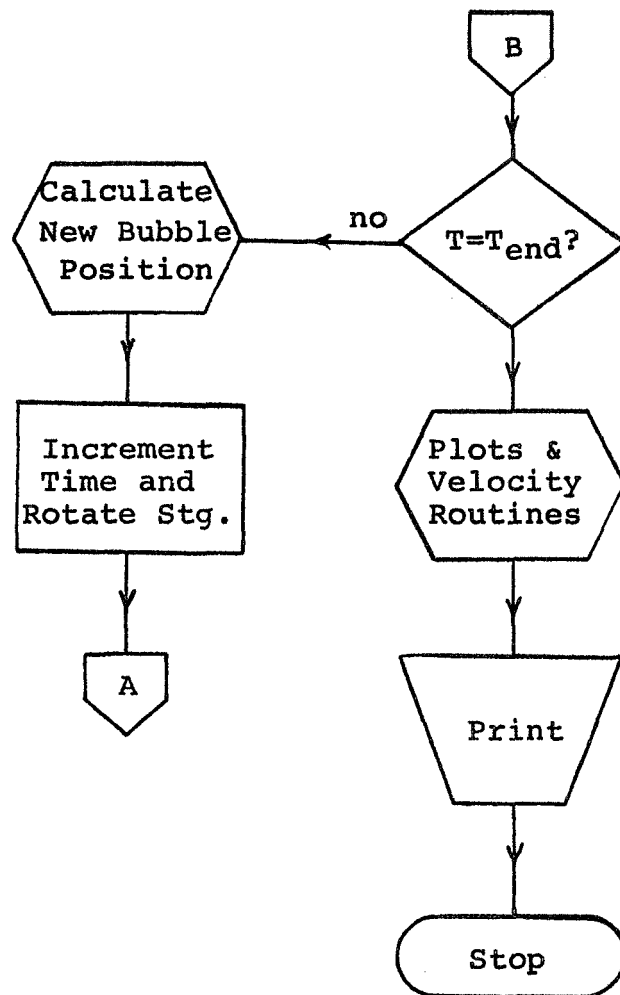 B
T=Tend?
no
Calculate
New Bubble
Position
Increment
Time and
Rotate Stg.
A
Plots &
Velocity
Routines
Print
Stop